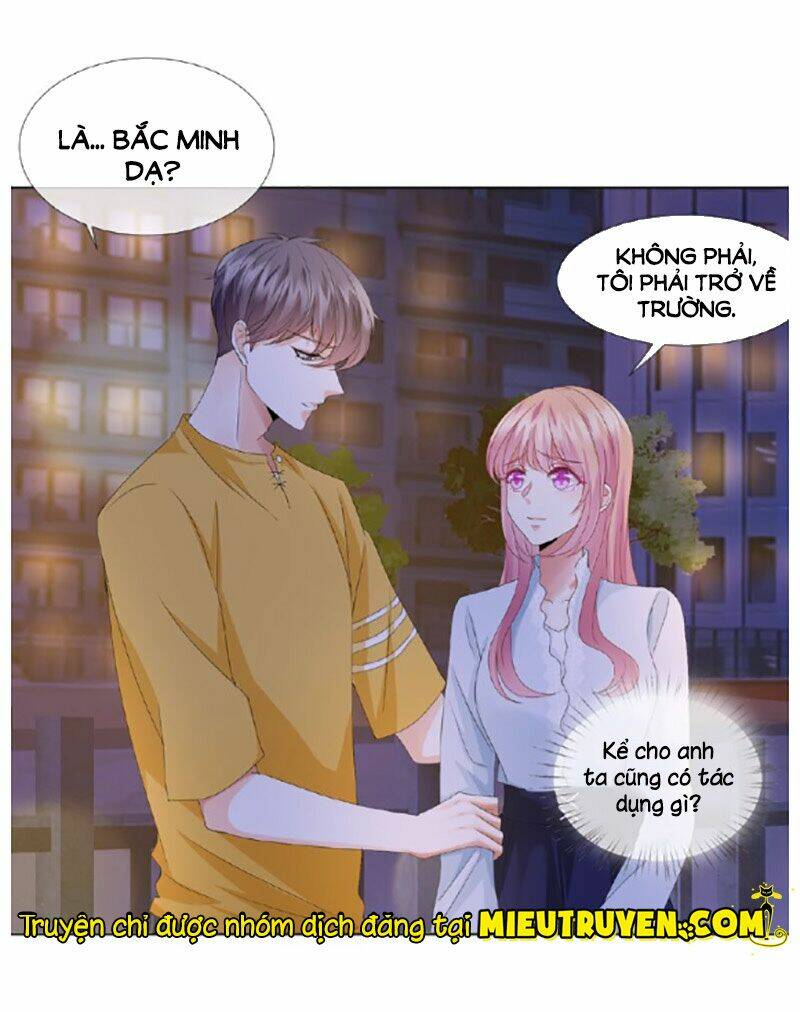 LÀ... BẮC MINH
DẠ?
KHÔNG PHẢI,
TÔI PHẢI TRỞ VỀ
TRƯỜNG.
Kể cho anh
ta cũng có tác
dụng gì?
Truyện chỉ được nhóm dịch đăng tại MIEUTRUYEN.COM